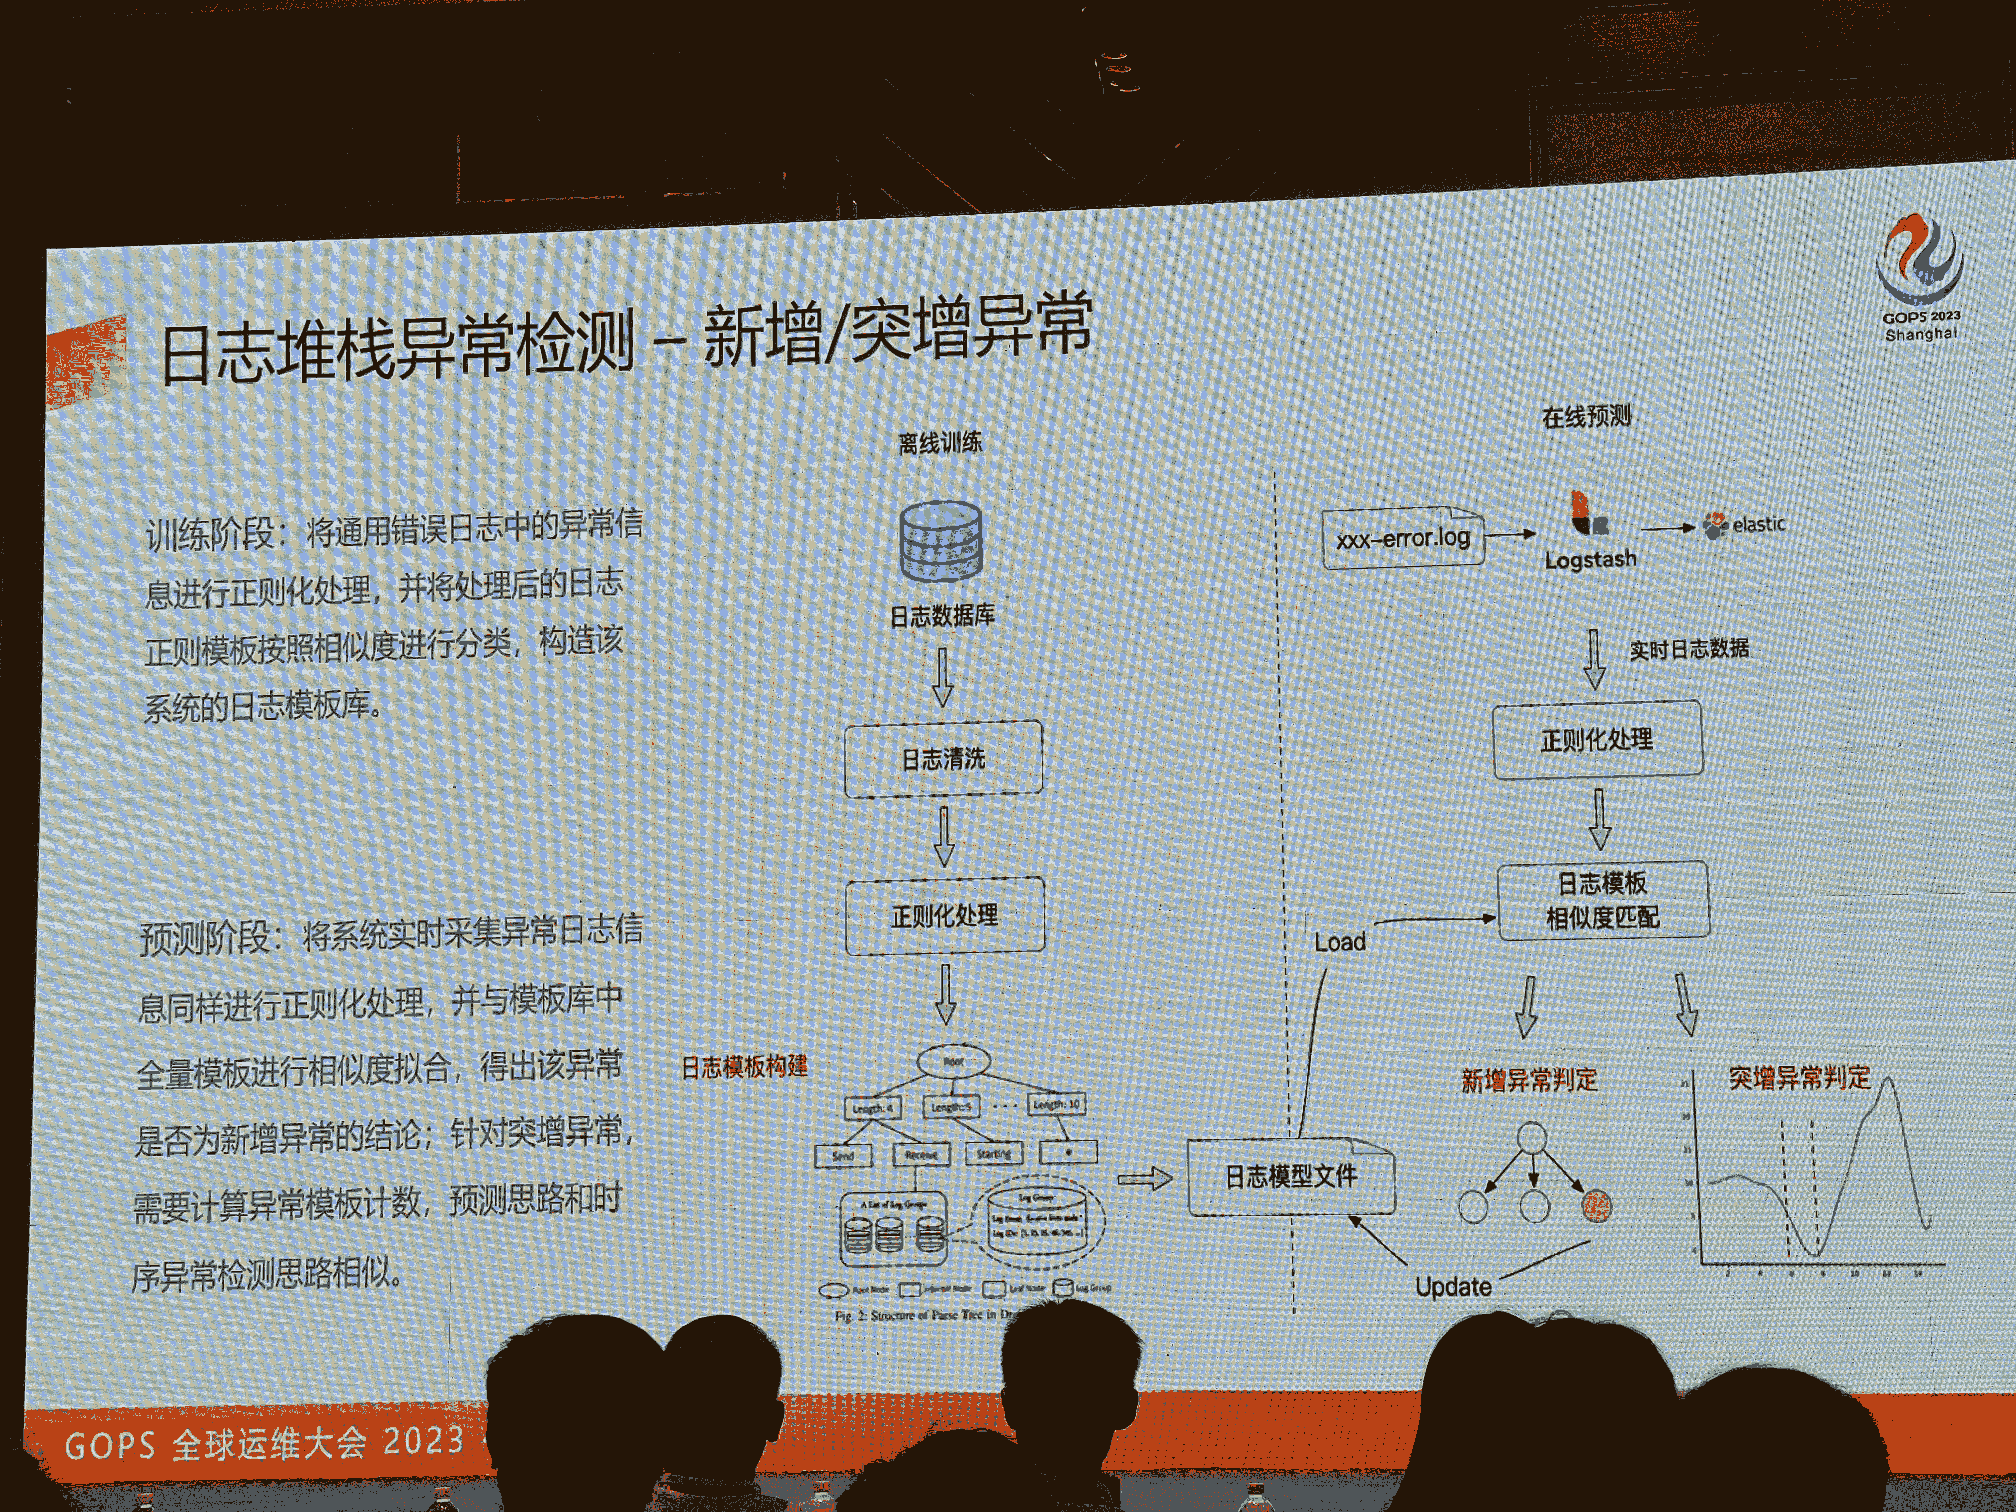 GOPS 2023
Shanghai
日志堆栈异常检测 – 新增/突增异常
训练阶段：将通用错误日志中的异常信
息进行正则化处理，并将处理后的日志
正则模板按照相似度进行分类，构造该
系统的日志模板库。
预测阶段：将系统实时采集异常日志信
息同样进行正则化处理，并与模板库中
全量模板进行相似度拟合，得出该异常
是否为新增异常的结论；针对突增异常，
需要计算异常模板计数，预测思路和时
序异常检测思路相似。
离线训练
日志数据库
日志清洗
正则化处理
日志模板构建
Root
Length: 4
Length: 5
Length: 10
Send
Receive
Starting
*
A List of Log Groups
Log Group
Root Node
Internal Node
Leaf Node
Log Group
Fig. 2: Structure of Parse Tree in
日志模型文件
在线预测
xxx-error.log
Logstash
elastic
实时日志数据
正则化处理
日志模板
相似度匹配
Load
新增异常判定
突增异常判定
Update
GOPS 全球运维大会 2023